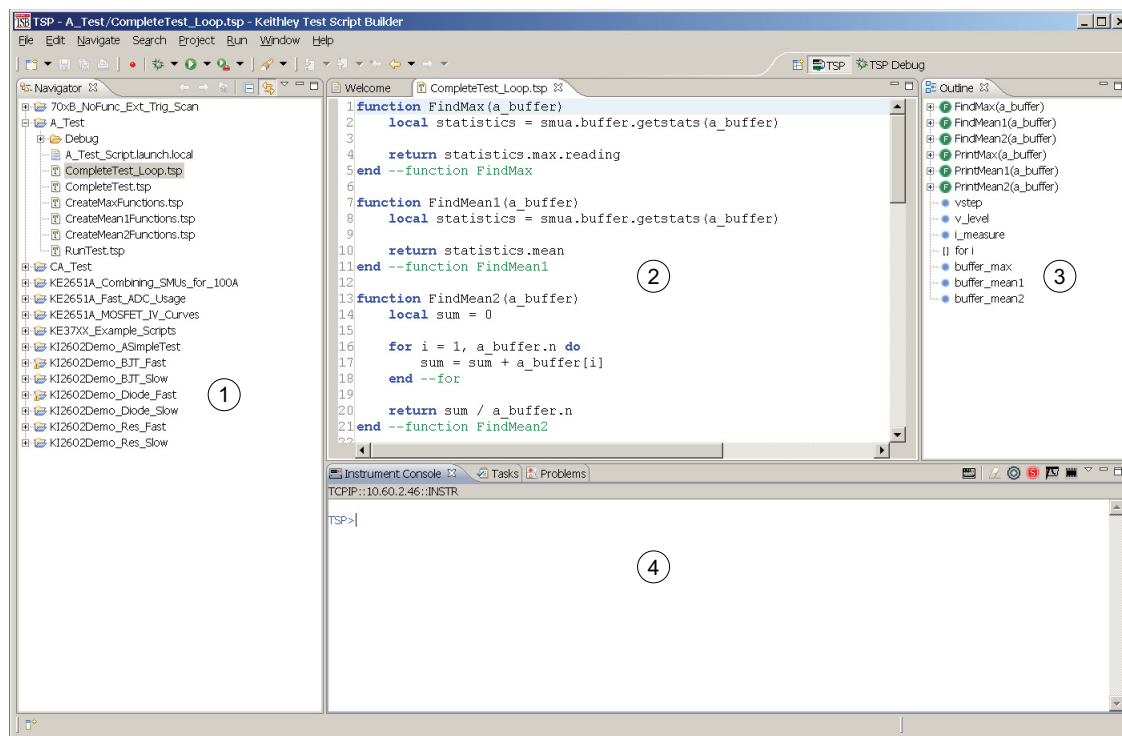 TSP - A_Test/CompleteTest_Loop.tsp - Keithley Test Script Builder
File Edit Navigate Search Project Run Window Help
TSP TSP Debug
Navigator
70xB_NoFunc_Ext_Trig_Scan
A_Test
Debug
A_Test_Script.launch.local
CompleteTest_Loop.tsp
CompleteTest.tsp
CreateMaxFunctions.tsp
CreateMean1Functions.tsp
CreateMean2Functions.tsp
RunTest.tsp
CA_Test
KE2651A_Combining_SMUs_for_100A
KE2651A_Fast_ADC_Usage
KE2651A_MOSFET_IV_Curves
KE37XX_Example_Scripts
KI2602Demo_ASimpleTest
KI2602Demo_BJT_Fast
KI2602Demo_BJT_Slow
KI2602Demo_Diode_Fast
KI2602Demo_Diode_Slow
KI2602Demo_Res_Fast
KI2602Demo_Res_Slow
1
Welcome CompleteTest_Loop.tsp
1 function FindMax(a_buffer)
2 local statistics = smua.buffer.getstats(a_buffer)
3
4 return statistics.max.reading
5 end --function FindMax
6
7 function FindMean1(a_buffer)
8 local statistics = smua.buffer.getstats(a_buffer)
9
10 return statistics.mean
11 end --function FindMean1
12
13 function FindMean2(a_buffer)
14 local sum = 0
15
16 for i = 1, a_buffer.n do
17 sum = sum + a_buffer[i]
18 end --for
19
20 return sum / a_buffer.n
21 end --function FindMean2
22
2
Outline
FindMax(a_buffer)
FindMean1(a_buffer)
FindMean2(a_buffer)
PrintMax(a_buffer)
PrintMean1(a_buffer)
PrintMean2(a_buffer)
vstep
v_level
i_measure
for i
buffer_max
buffer_mean1
buffer_mean2
3
Instrument Console Tasks Problems
TCPIP::10.60.2.46::INSTR
TSP>
4